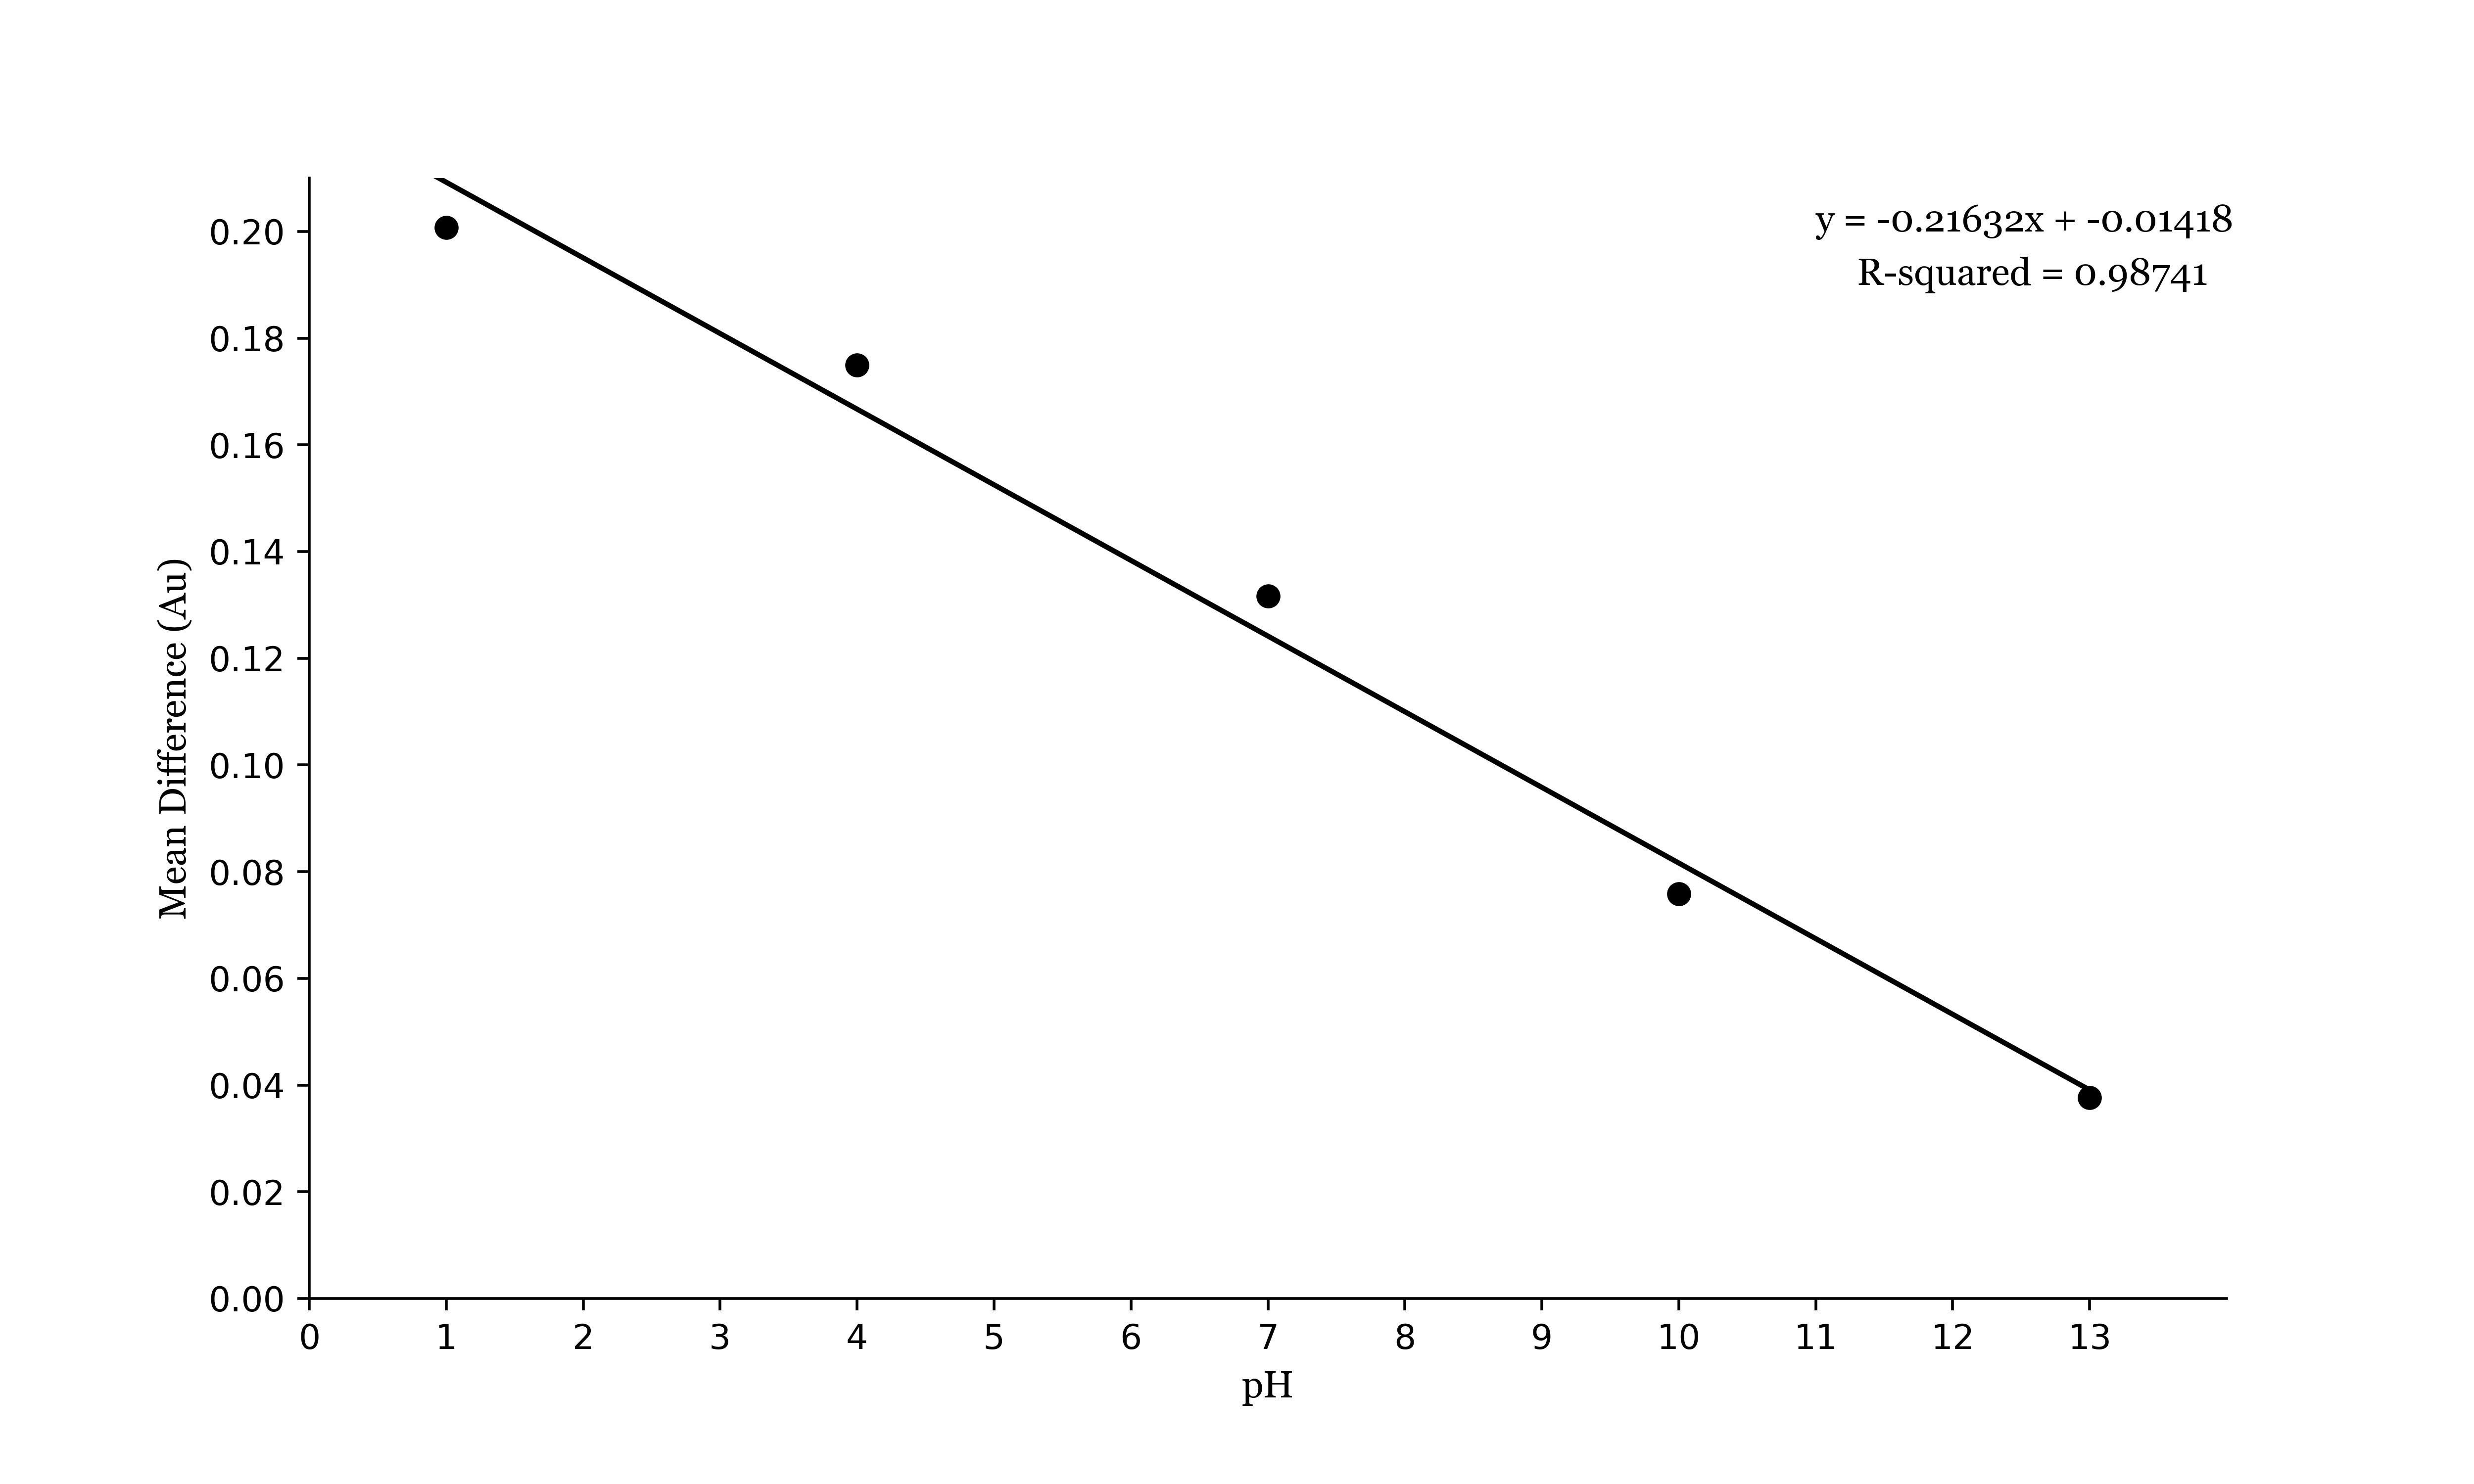 y = -0.21632x + -0.01418
R-squared = 0.98741
Mean Difference (Au)
0.20
0.18
0.16
0.14
0.12
0.10
0.08
0.06
0.04
0.02
0.00
0 1 2 3 4 5 6 7 8 9 10 11 12 13
pH